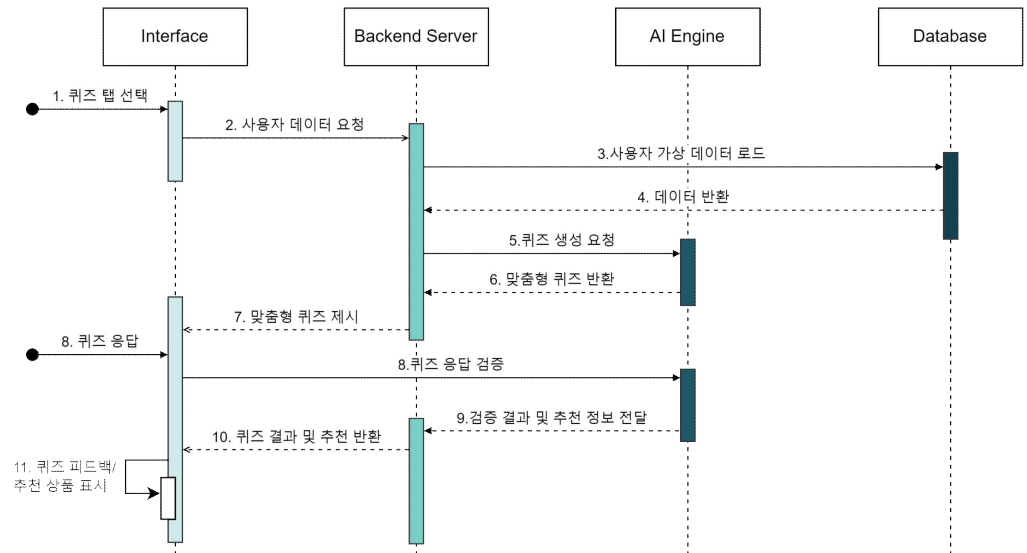 Interface
Backend Server
AI Engine
Database
1. 퀴즈 탭 선택
2. 사용자 데이터 요청
3.사용자 가상 데이터 로드
4. 데이터 반환
5.퀴즈 생성 요청
6. 맞춤형 퀴즈 반환
7. 맞춤형 퀴즈 제시
8. 퀴즈 응답
8.퀴즈 응답 검증
9.검증 결과 및 추천 정보 전달
10. 퀴즈 결과 및 추천 반환
11. 퀴즈 피드백/
추천 상품 표시